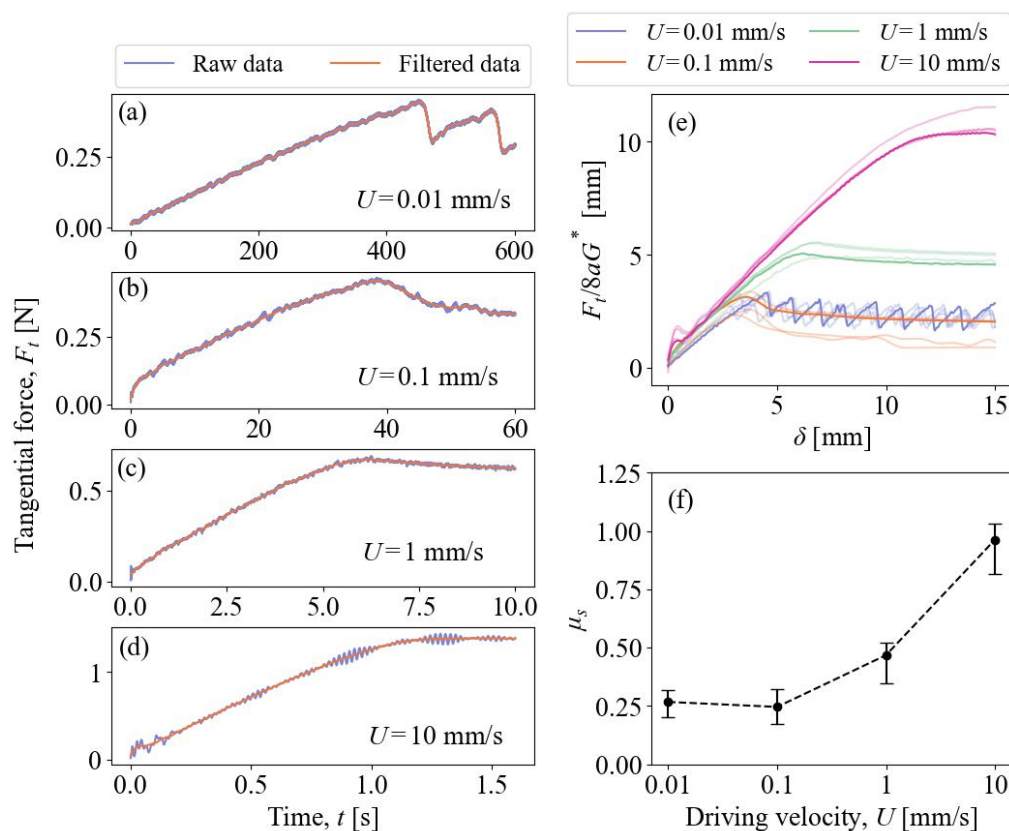 Raw data
Filtered data
Tangential force, F_t [N]
(a)
0.25
0.00
U=0.01 mm/s
0
200
400
600
(b)
0.25
0.00
U=0.1 mm/s
0
20
40
60
(c)
0.5
0.0
U=1 mm/s
0.0
2.5
5.0
7.5
10.0
(d)
1
0
U=10 mm/s
0.0
0.5
1.0
1.5
Time, t [s]
U=0.01 mm/s
U=1 mm/s
U=0.1 mm/s
U=10 mm/s
(e)
F_t/8aG^* [mm]
10
5
0
0
5
10
15
δ [mm]
(f)
μ_s
1.25
1.00
0.75
0.50
0.25
0.00
0.01
0.1
1
10
Driving velocity, U [mm/s]